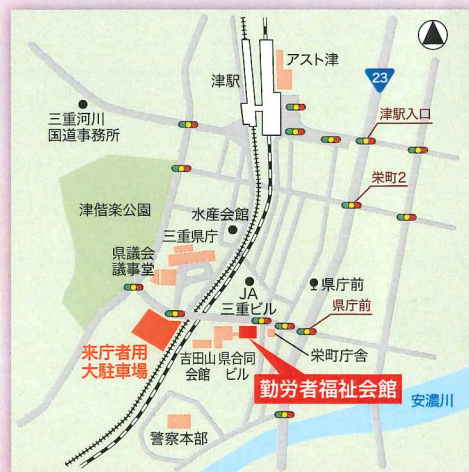 アスト津
津駅
23
三重河川
国道事務所
津駅入口
栄町2
津偕楽公園
水産会館
三重県庁
県議会
議事堂
JA
三重ビル
県庁前
県庁前
来庁者用
大駐車場
吉田山
会館
県合同
ビル
栄町庁舎
勤労者福祉会館
安濃川
警察本部